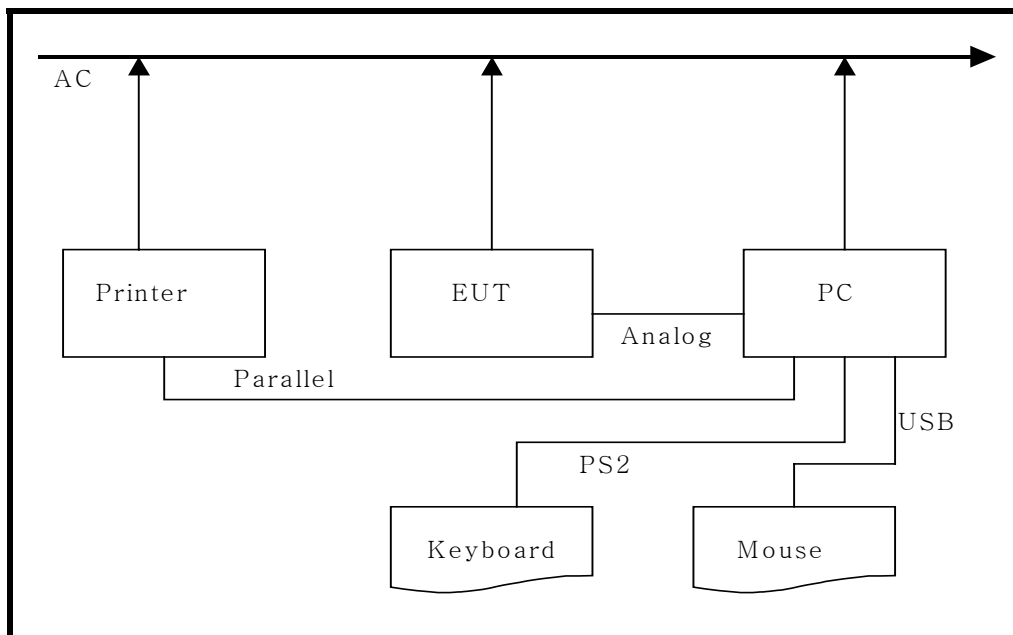 AC
Printer
EUT
PC
Analog
Parallel
USB
PS2
Keyboard
Mouse